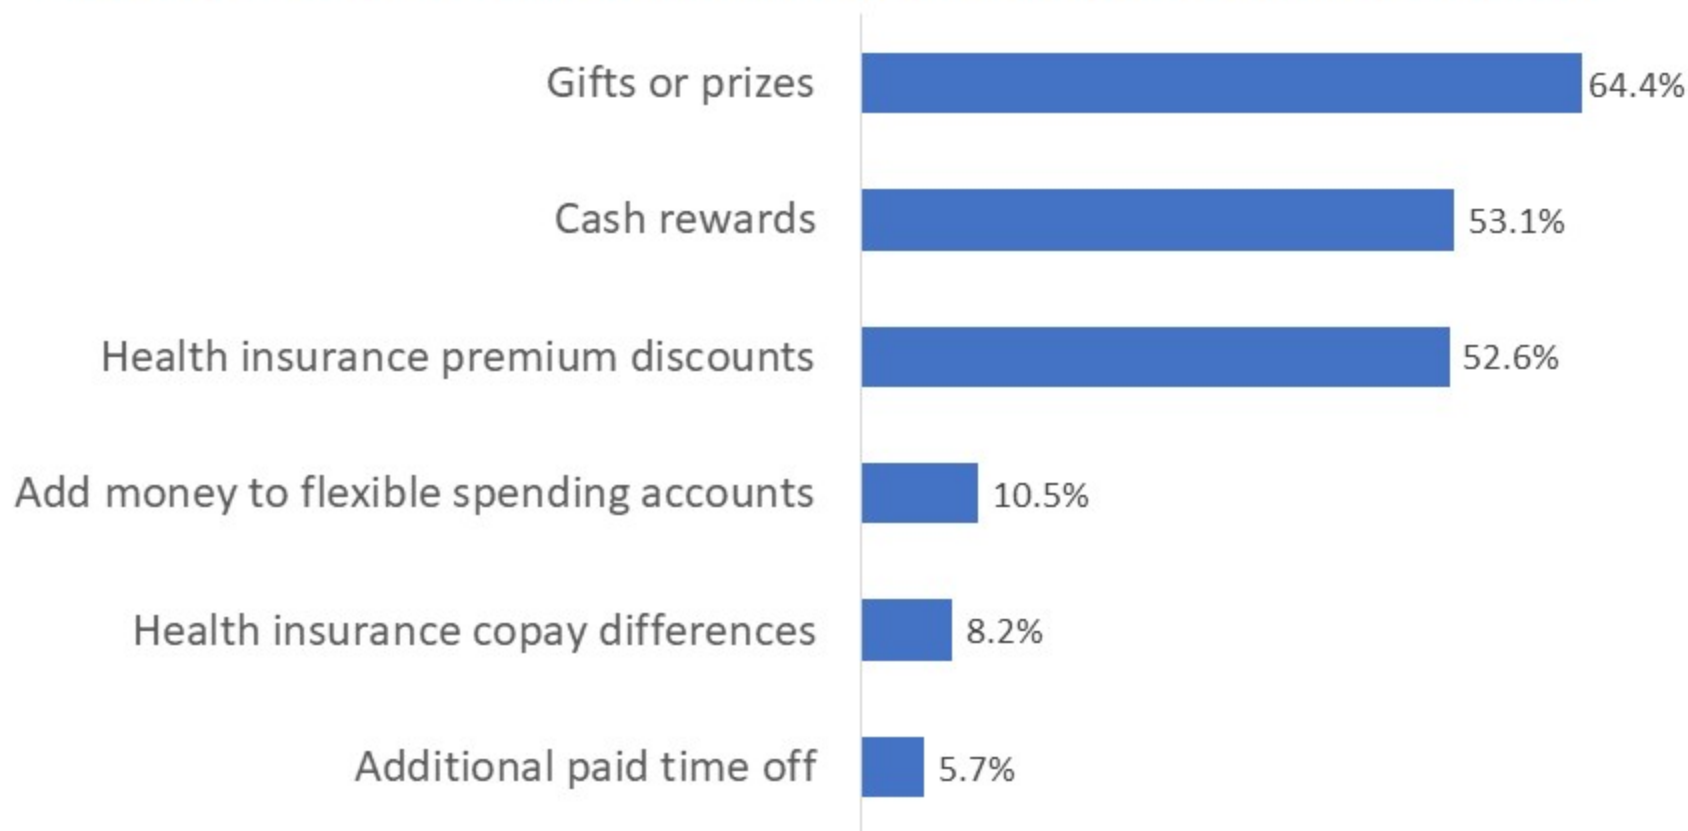 Gifts or prizes 64.4%
Cash rewards 53.1%
Health insurance premium discounts 52.6%
Add money to flexible spending accounts 10.5%
Health insurance copay differences 8.2%
Additional paid time off 5.7%